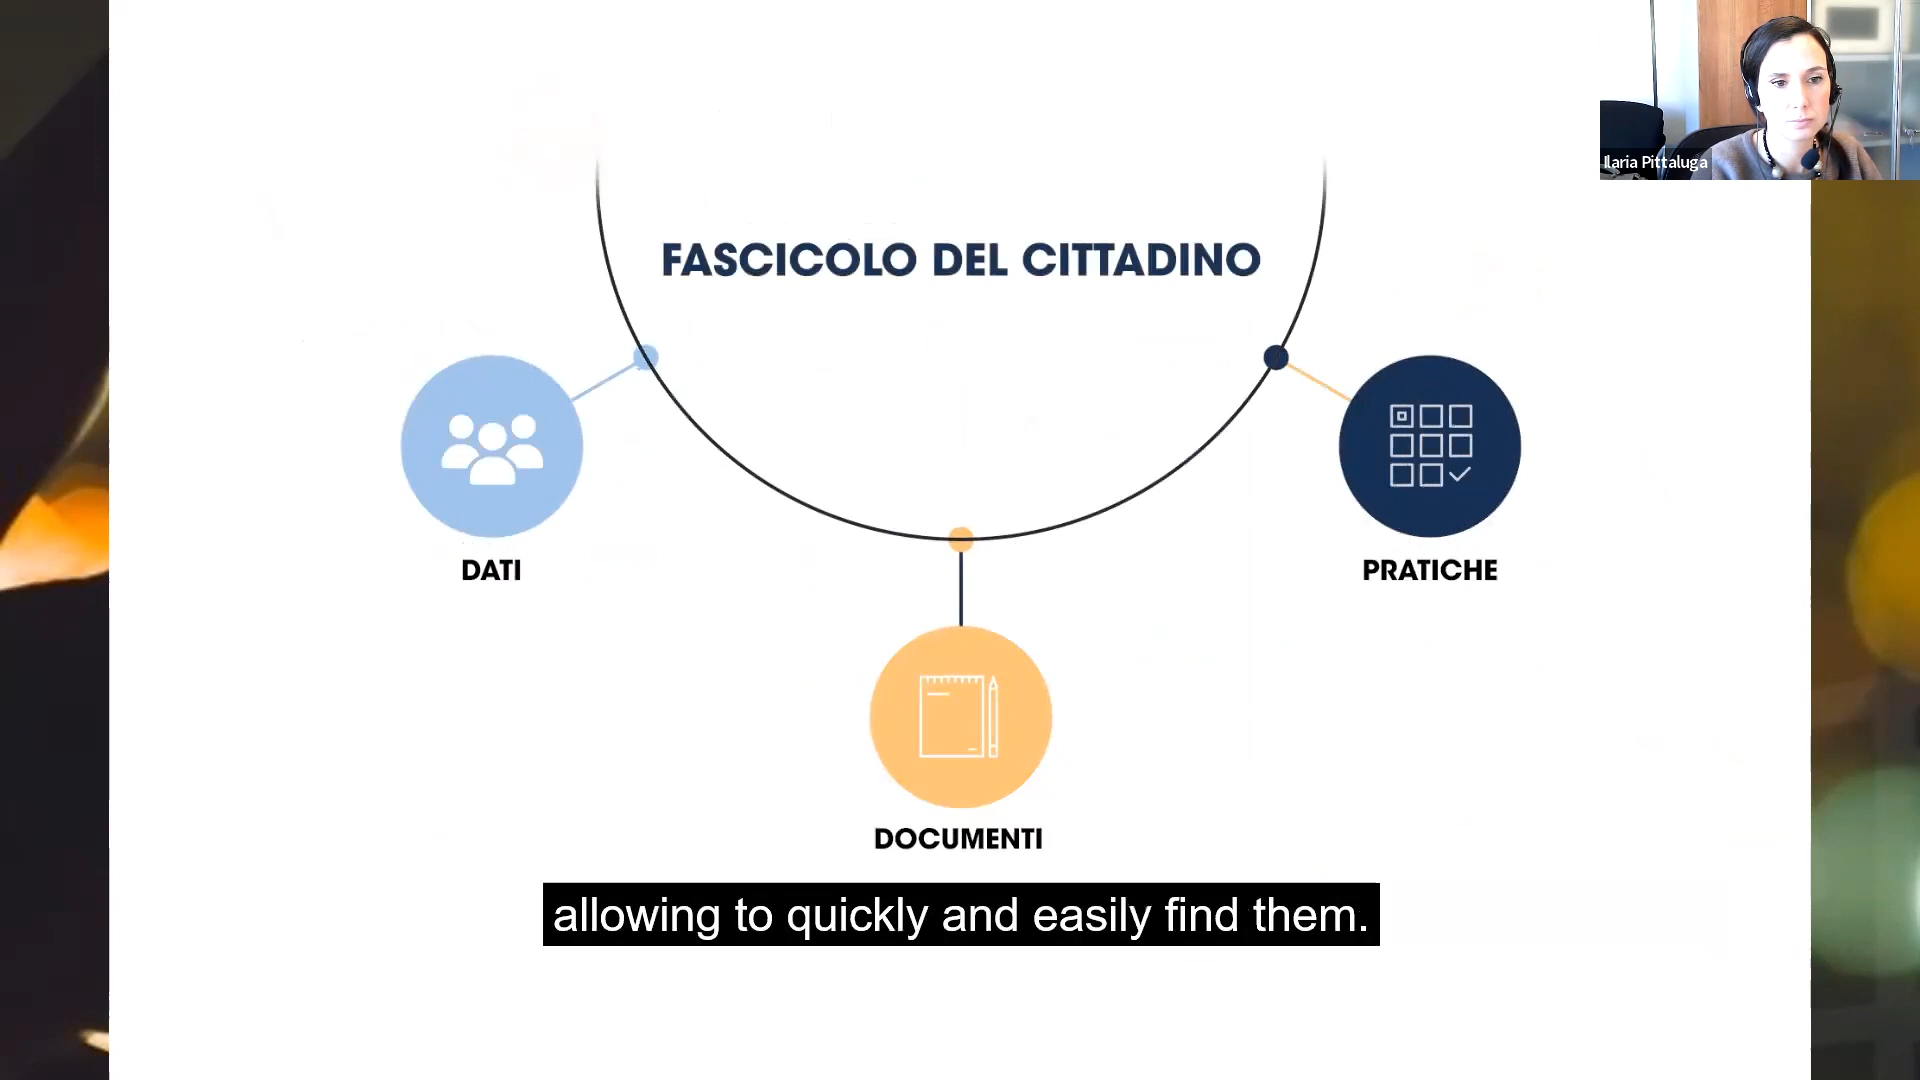 Ilaria Pittaluga
FASCICOLO DEL CITTADINO
DATI
PRATICHE
DOCUMENTI
allowing to quickly and easily find them.